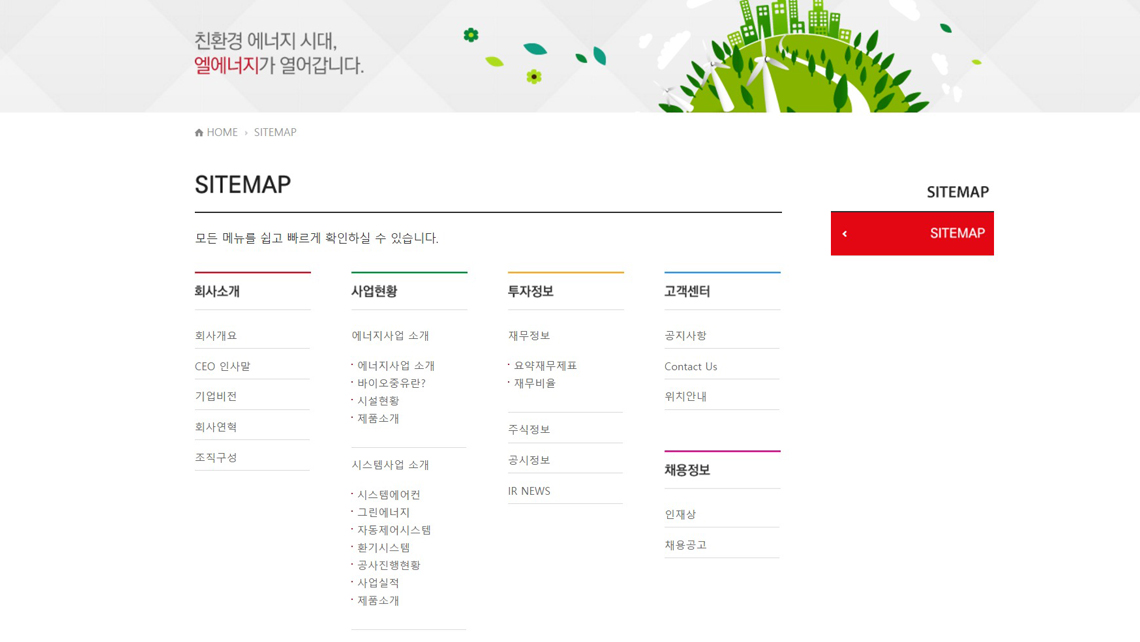 친환경 에너지 시대,
엘에너지가 열어갑니다.
HOME › SITEMAP
SITEMAP
모든 메뉴를 쉽고 빠르게 확인하실 수 있습니다.
회사소개
회사개요
CEO 인사말
기업비전
회사연혁
조직구성
사업현황
에너지사업 소개
· 에너지사업 소개
· 바이오중유란?
· 시설현황
· 제품소개
시스템사업 소개
· 시스템에어컨
· 그린에너지
· 자동제어시스템
· 환기시스템
· 공사진행현황
· 사업실적
· 제품소개
투자정보
재무정보
· 요약재무제표
· 재무비율
주식정보
공시정보
IR NEWS
고객센터
공지사항
Contact Us
위치안내
채용정보
인재상
채용공고
SITEMAP
SITEMAP